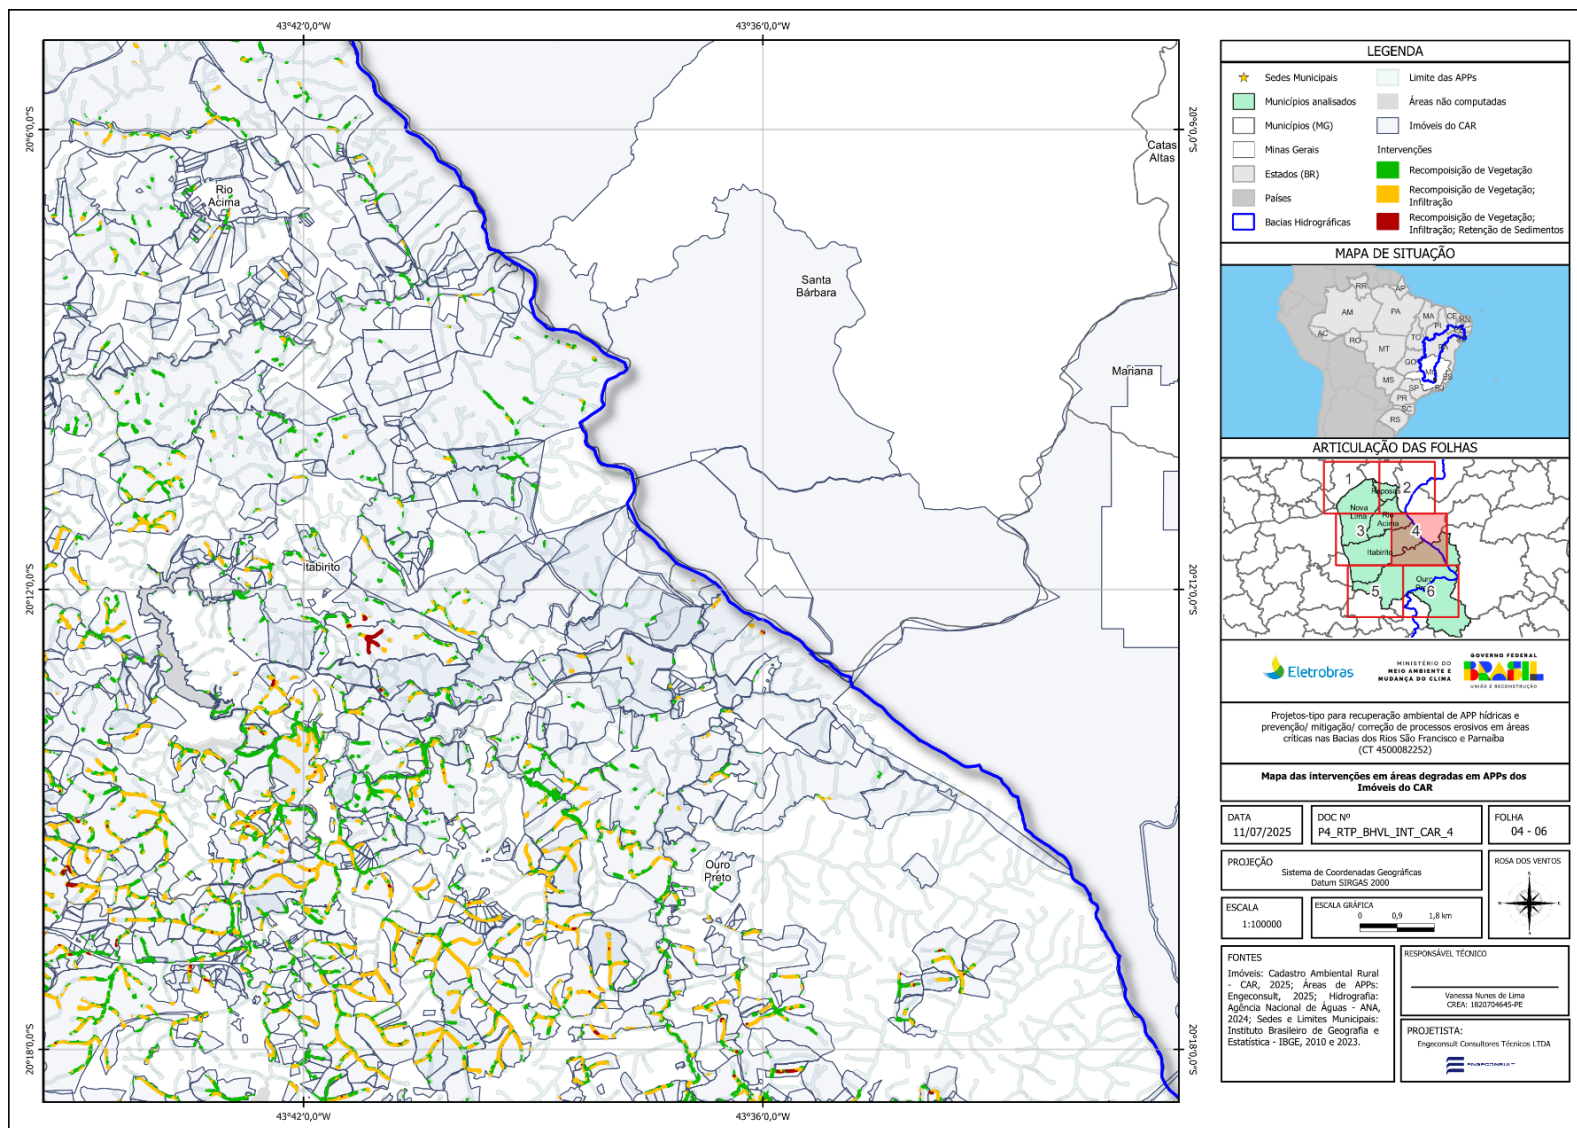 43°42'0,0"W
43°36'0,0"W
20°6'0,0"S
20°6'0,0"S
Catas
Altas
Rio
Acima
Santa
Bárbara
Mariana
Itabirito
20°12'0,0"S
20°12'0,0"S
Ouro
Preto
20°18'0,0"S
20°18'0,0"S
43°42'0,0"W
43°36'0,0"W
LEGENDA
Sedes Municipais
Municípios analisados
Municípios (MG)
Minas Gerais
Estados (BR)
Países
Bacias Hidrográficas
Limite das APPs
Áreas não computadas
Imóveis do CAR
Intervenções
Recompoisição de Vegetação
Recompoisição de Vegetação;
Infiltração
Recompoisição de Vegetação;
Infiltração; Retenção de Sedimentos
MAPA DE SITUAÇÃO
RR
AP
AM
PA
MA
CE
RN
PI
AC
TO
RO
BA
MT
GO
MG
ES
MS
SP
RJ
PR
SC
RS
ARTICULAÇÃO DAS FOLHAS
1
2
Raposos
Nova
Lima
Rio
Acima
3
4
Itabirito
Ouro
Preto
5
6
Eletrobras
MINISTÉRIO DO
MEIO AMBIENTE E
MUDANÇA DO CLIMA
GOVERNO FEDERAL
BRASIL
UNIÃO E RECONSTRUÇÃO
Projetos-tipo para recuperação ambiental de APP hídricas e
prevenção/ mitigação/ correção de processos erosivos em áreas
críticas nas Bacias dos Rios São Francisco e Parnaíba
(CT 4500082252)
Mapa das intervenções em áreas degradadas em APPs dos
Imóveis do CAR
DATA
11/07/2025
DOC Nº
P4_RTP_BHVL_INT_CAR_4
FOLHA
04 - 06
PROJEÇÃO
Sistema de Coordenadas Geográficas
Datum SIRGAS 2000
ROSA DOS VENTOS
ESCALA
1:100000
ESCALA GRÁFICA
0 0,9 1,8 km
FONTES
Imóveis: Cadastro Ambiental Rural
- CAR, 2025; Áreas de APPs:
Engeconsult, 2025; Hidrografia:
Agência Nacional de Águas - ANA,
2024; Sedes e Limites Municipais:
Instituto Brasileiro de Geografia e
Estatística - IBGE, 2010 e 2023.
RESPONSÁVEL TÉCNICO
Vanessa Nunes de Lima
CREA: 1820704645-PE
PROJETISTA:
Engeconsult Consultores Técnicos LTDA
ENGECONSULT